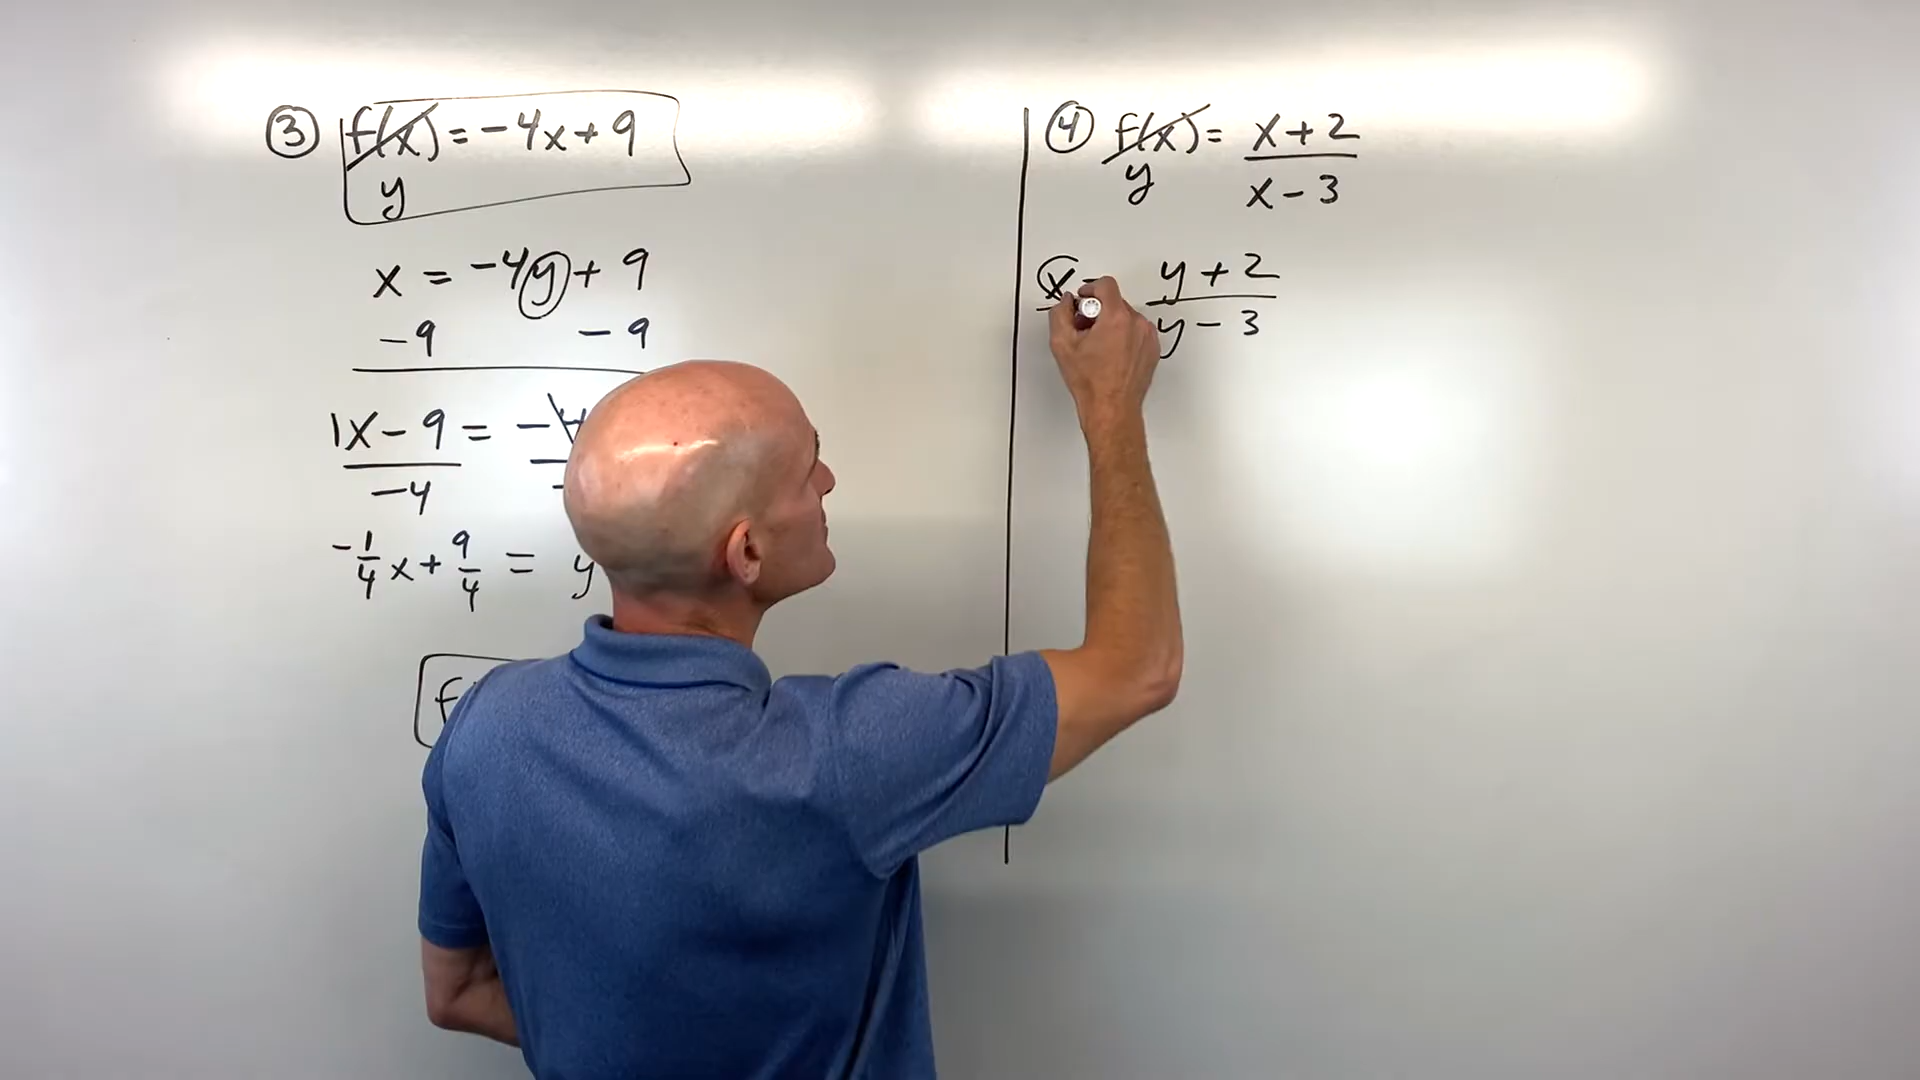 ③ f(x) = -4x + 9
y
x = -4y + 9
-9 -9
1x - 9 = -4
-4
-1/4 x + 9/4 = y
f
④ f(x) = x + 2
y x - 3
x = y + 2
y - 3